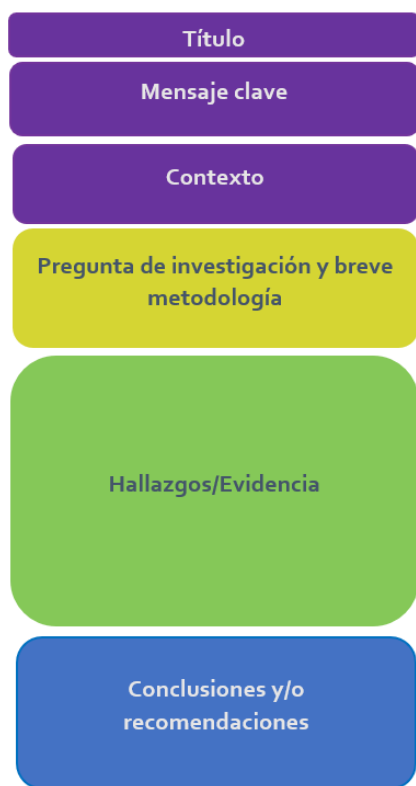 Título
Mensaje clave
Contexto
Pregunta de investigación y breve
metodología
Hallazgos/Evidencia
Conclusiones y/o
recomendaciones